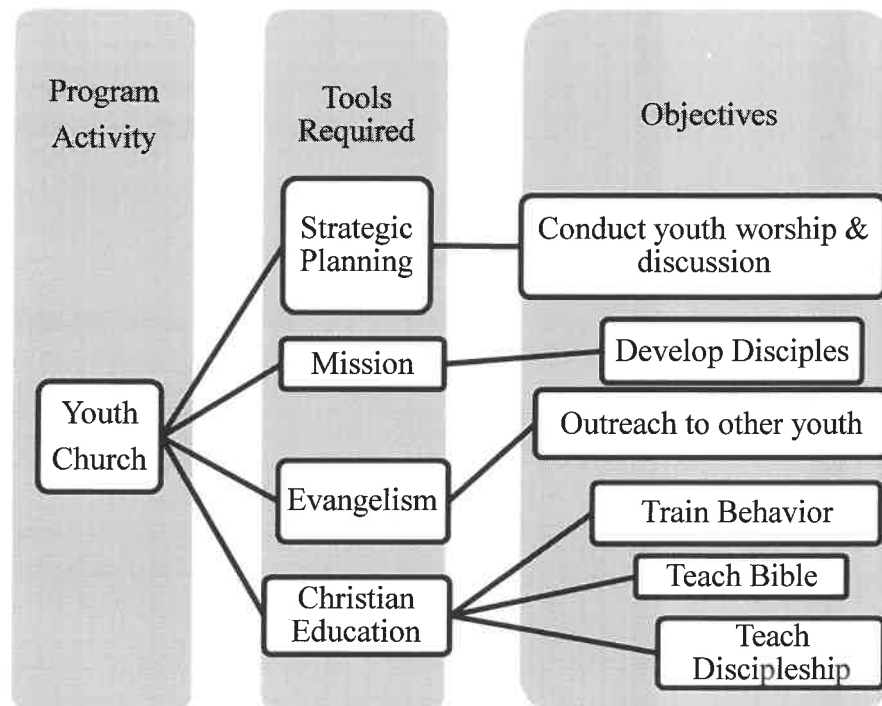 Program
Activity
Tools
Required
Objectives
Youth
Church
Strategic
Planning
Mission
Evangelism
Christian
Education
Conduct youth worship &
discussion
Develop Disciples
Outreach to other youth
Train Behavior
Teach Bible
Teach
Discipleship